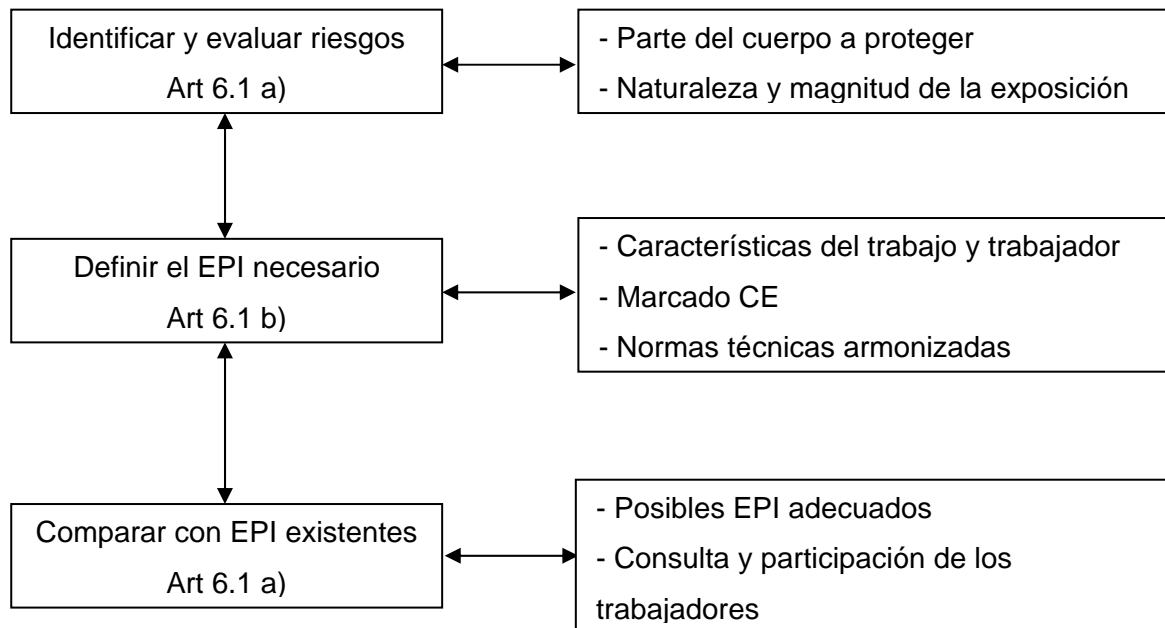 Identificar y evaluar riesgos
Art 6.1 a)
- Parte del cuerpo a proteger
- Naturaleza y magnitud de la exposición
Definir el EPI necesario
Art 6.1 b)
- Características del trabajo y trabajador
- Marcado CE
- Normas técnicas armonizadas
Comparar con EPI existentes
Art 6.1 a)
- Posibles EPI adecuados
- Consulta y participación de los
trabajadores